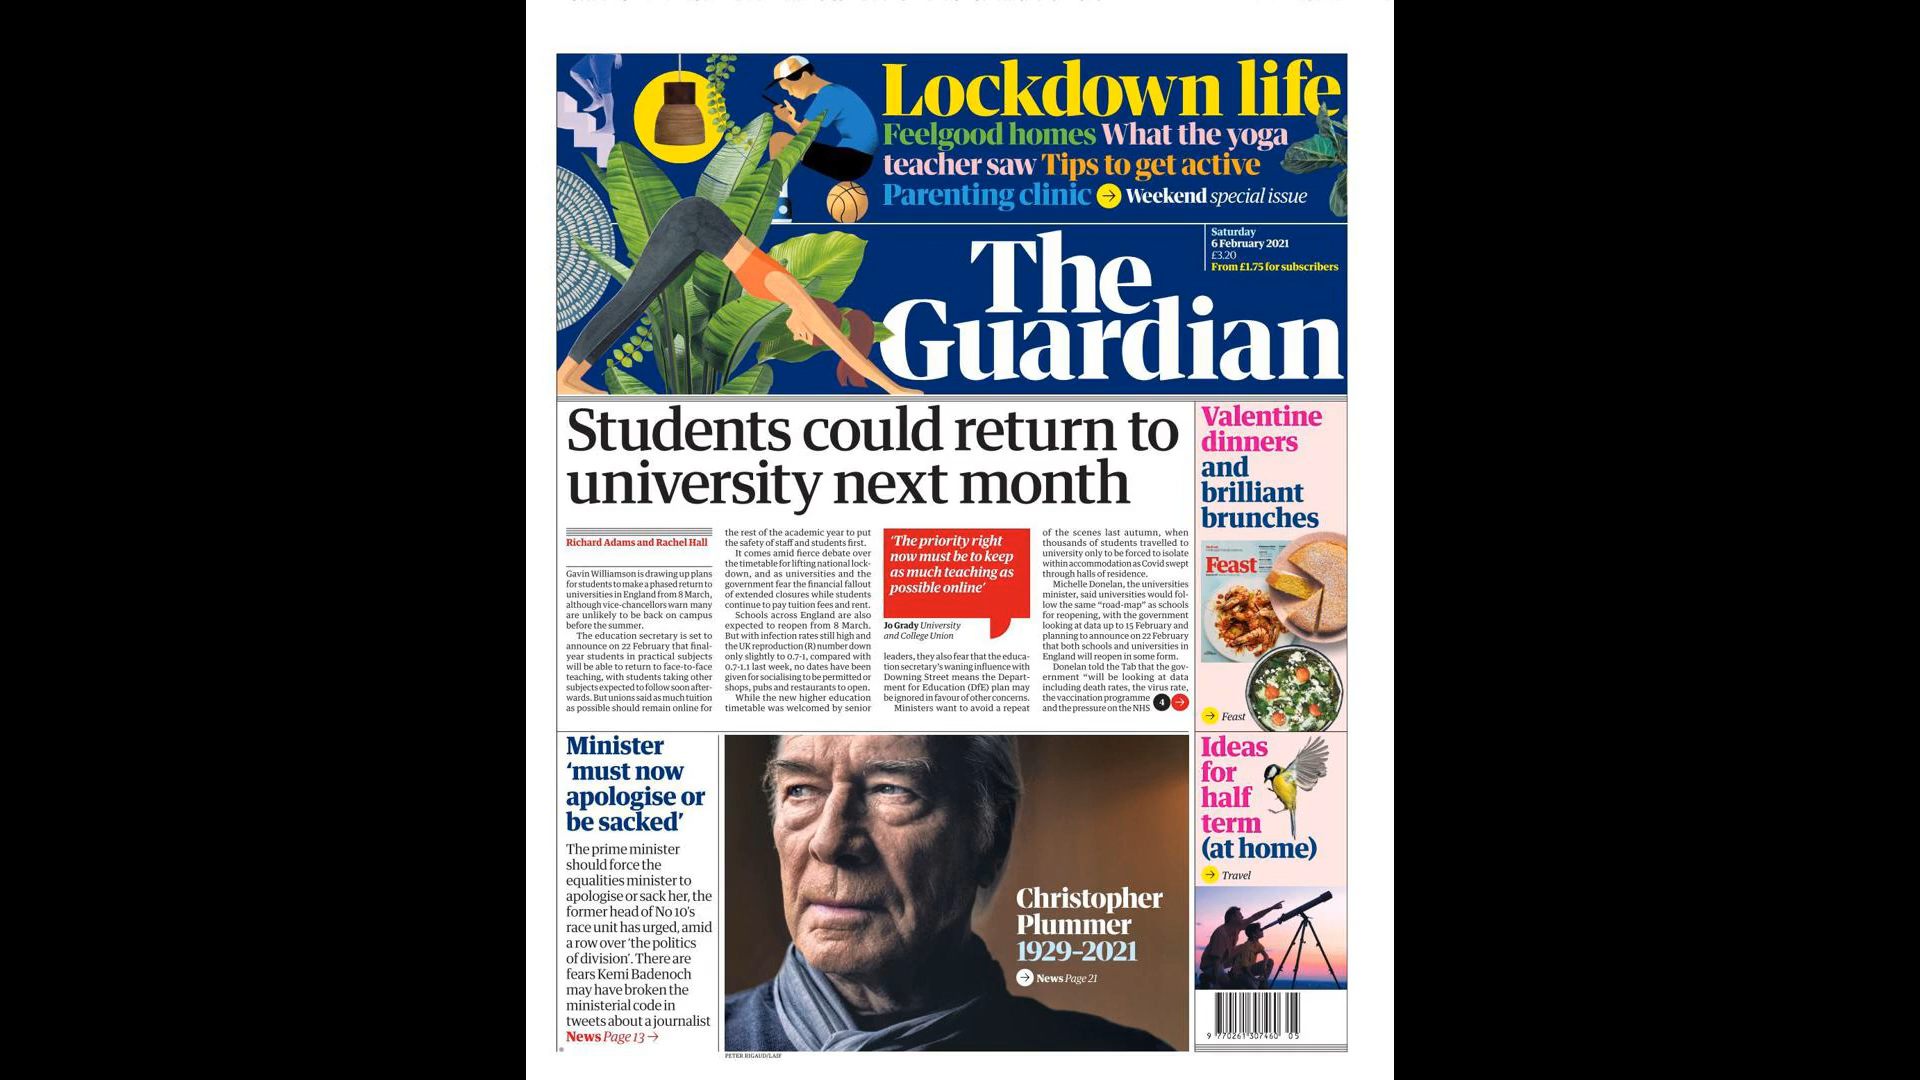 Lockdown life
Feelgood homes What the yoga
teacher saw Tips to get active
Parenting clinic → Weekend special issue
Saturday
6 February 2021
£3.20
From £1.75 for subscribers
The
Guardian
Students could return to
university next month
Richard Adams and Rachel Hall
Gavin Williamson is drawing up plans
for students to make a phased return to
universities in England from 8 March,
although vice-chancellors warn many
are unlikely to be back on campus
before the summer.
The education secretary is set to
announce on 22 February that final-
year students in practical subjects
will be able to return to face-to-face
teaching, with students taking other
subjects expected to follow soon after-
wards. But unions said as much tuition
as possible should remain online for
the rest of the academic year to put
the safety of staff and students first.
It comes amid fierce debate over
the timetable for lifting national lock-
down, and as universities and the
government fear the financial fallout
of extended closures while students
continue to pay tuition fees and rent.
Schools across England are also
expected to reopen from 8 March.
But with infection rates still high and
the UK reproduction (R) number down
only slightly to 0.7-1, compared with
0.7-1.1 last week, no dates have been
given for socialising to be permitted or
shops, pubs and restaurants to open.
While the new higher education
timetable was welcomed by senior
'The priority right
now must be to keep
as much teaching as
possible online'
Jo Grady University
and College Union
leaders, they also fear that the educa-
tion secretary's waning influence with
Downing Street means the Depart-
ment for Education (DfE) plan may
be ignored in favour of other concerns.
Ministers want to avoid a repeat
of the scenes last autumn, when
thousands of students travelled to
university only to be forced to isolate
within accommodation as Covid swept
through halls of residence.
Michelle Donelan, the universities
minister, said universities would fol-
low the same "road-map" as schools
for reopening, with the government
looking at data up to 15 February and
planning to announce on 22 February
that both schools and universities in
England will reopen in some form.
Donelan told the Tab that the gov-
ernment "will be looking at data
including death rates, the virus rate,
the vaccination programme
and the pressure on the NHS 4 →
Valentine
dinners
and
brilliant
brunches
Feast
→ Feast
Minister
'must now
apologise or
be sacked'
The prime minister
should force the
equalities minister to
apologise or sack her, the
former head of No 10's
race unit has urged, amid
a row over 'the politics
of division'. There are
fears Kemi Badenoch
may have broken the
ministerial code in
tweets about a journalist
News Page 13 →
Christopher
Plummer
1929–2021
→ News Page 21
PETER RIGAUD/LAIF
Ideas
for
half
term
(at home)
→ Travel
9 770261 307460 05